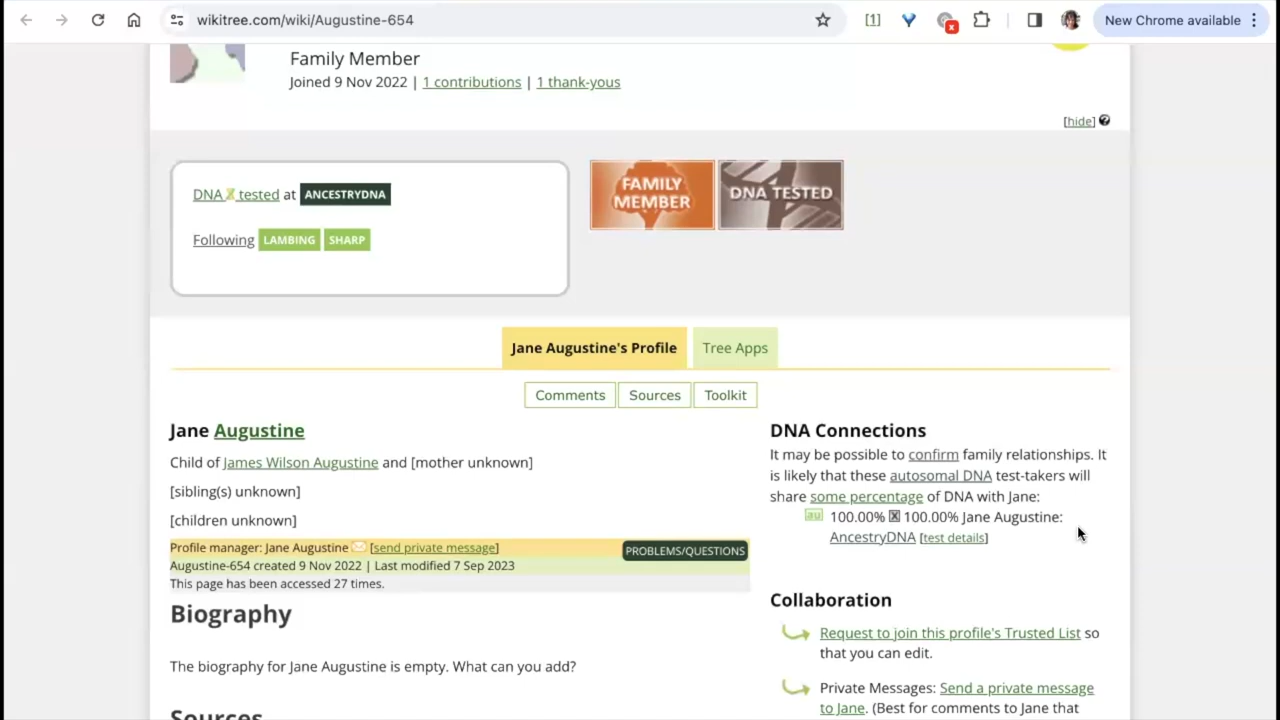 wikitree.com/wiki/Augustine-654
[1]
New Chrome available
Family Member
Joined 9 Nov 2022 | 1 contributions | 1 thank-yous
[hide]
DNA tested at ANCESTRYDNA
Following LAMBING SHARP
FAMILY
MEMBER
DNA TESTED
Jane Augustine's Profile
Tree Apps
Comments
Sources
Toolkit
Jane Augustine
Child of James Wilson Augustine and [mother unknown]
[sibling(s) unknown]
[children unknown]
Profile manager: Jane Augustine [send private message]
PROBLEMS/QUESTIONS
Augustine-654 created 9 Nov 2022 | Last modified 7 Sep 2023
This page has been accessed 27 times.
Biography
The biography for Jane Augustine is empty. What can you add?
Sources
DNA Connections
It may be possible to confirm family relationships. It
is likely that these autosomal DNA test-takers will
share some percentage of DNA with Jane:
au 100.00% X 100.00% Jane Augustine:
AncestryDNA [test details]
Collaboration
Request to join this profile's Trusted List so
that you can edit.
Private Messages: Send a private message
to Jane. (Best for comments to Jane that